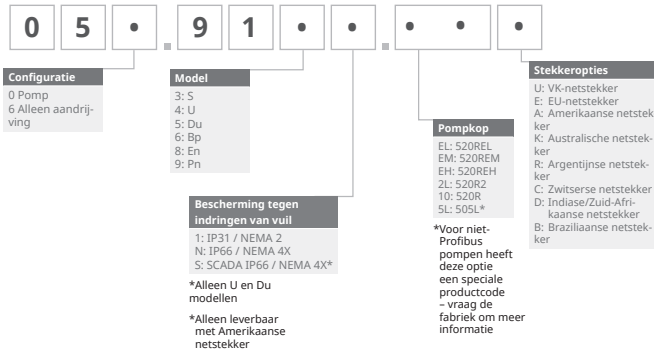 0 5 • . 9 1 • • . • • •
Configuratie
0 Pomp
6 Alleen aandrij-
ving
Model
3: S
4: U
5: Du
6: Bp
8: En
9: Pn
Bescherming tegen
indringen van vuil
1: IP31 / NEMA 2
N: IP66 / NEMA 4X
S: SCADA IP66 / NEMA 4X*
*Alleen U en Du
modellen
*Alleen leverbaar
met Amerikaanse
netstekker
Pompkop
EL: 520REL
EM: 520REM
EH: 520REH
2L: 520R2
10: 520R
5L: 505L*
*Voor niet-
Profibus
pompen heeft
deze optie
een speciale
productcode
– vraag de
fabriek om meer
informatie
Stekkeropties
U: VK-netstekker
E: EU-netstekker
A: Amerikaanse netstek
ker
K: Australische netstek-
ker
R: Argentijnse netstek-
ker
C: Zwitserse netstekker
D: Indiase/Zuid-Afri-
kaanse netstekker
B: Braziliaanse netstek-
ker